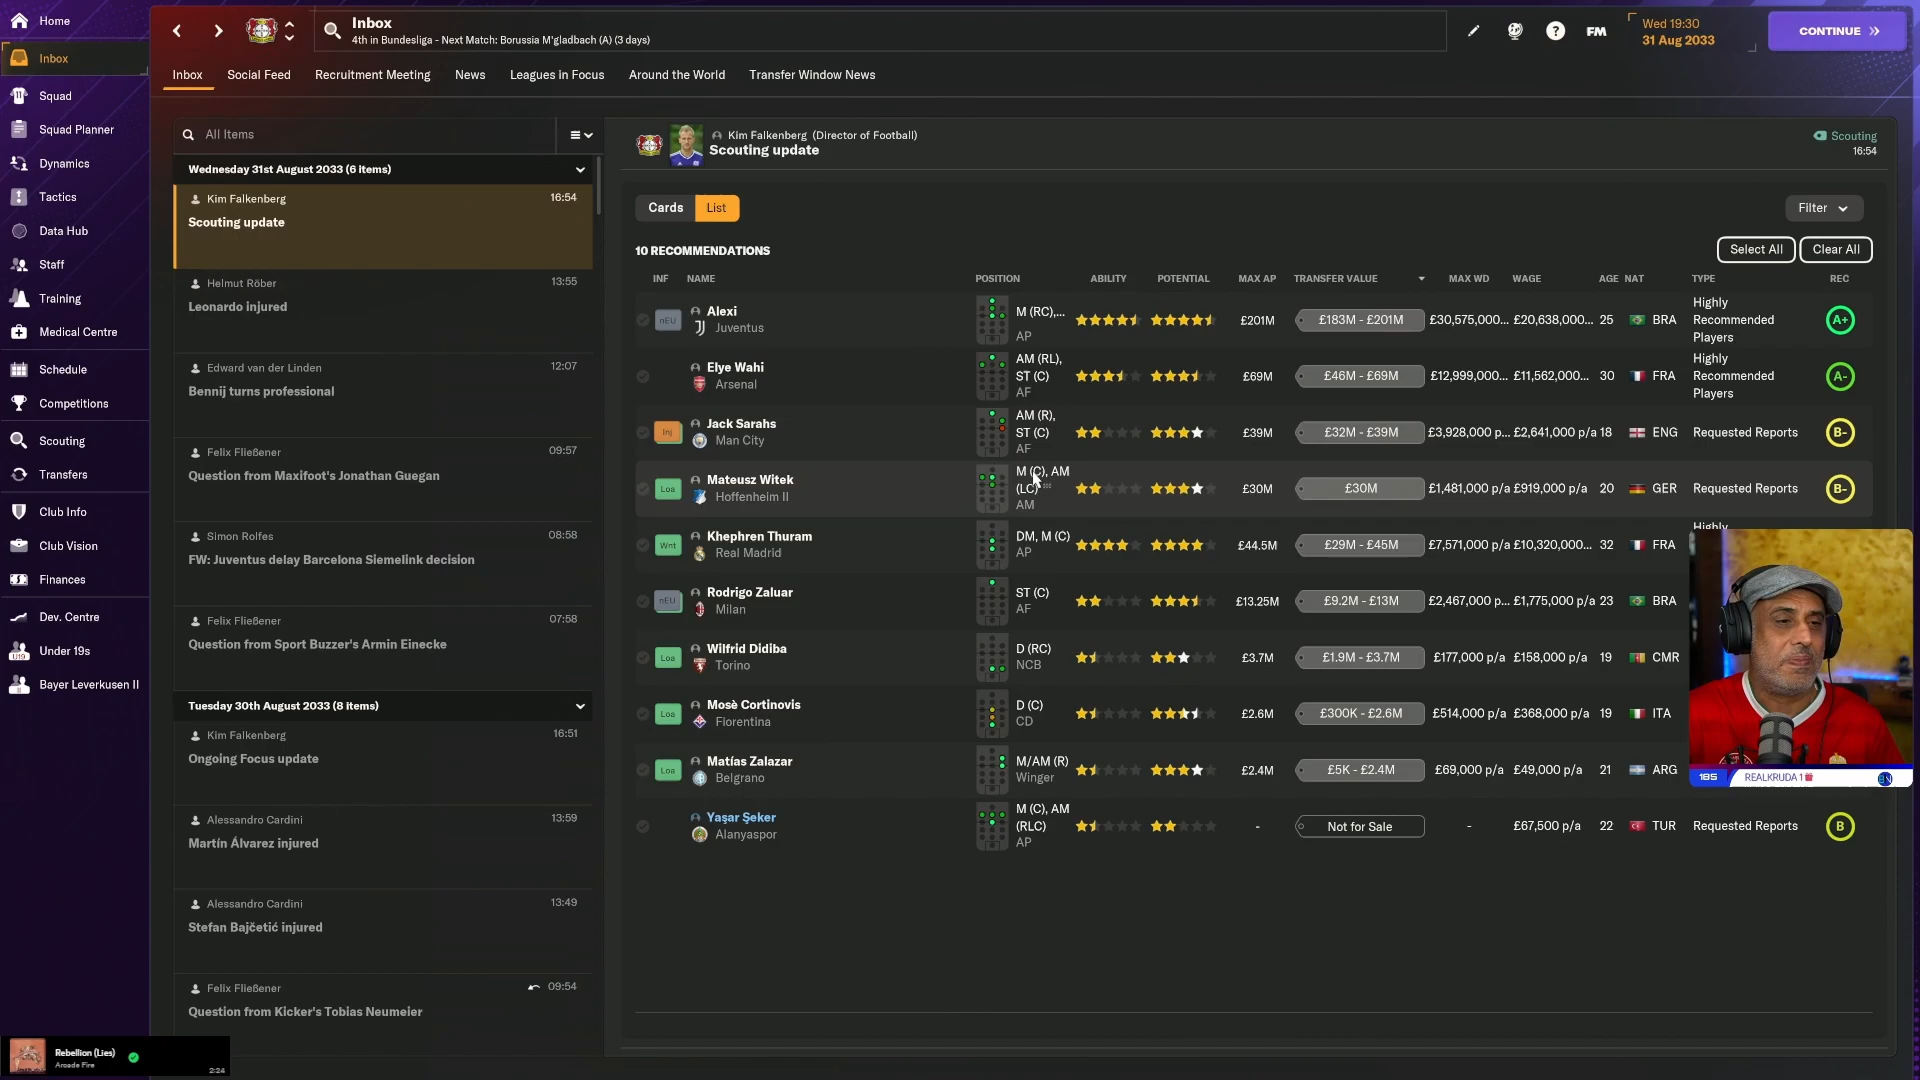 Home
Inbox
Squad
Squad Planner
Dynamics
Tactics
Data Hub
Staff
Training
Medical Centre
Schedule
Competitions
Scouting
Transfers
Club Info
Club Vision
Finances
Dev. Centre
Under 19s
Bayer Leverkusen II
Inbox
4th in Bundesliga - Next Match: Borussia M'gladbach (A) (3 days)
FM
Wed 19:30
31 Aug 2033
CONTINUE
Inbox Social Feed Recruitment Meeting News Leagues in Focus Around the World Transfer Window News
All Items
Wednesday 31st August 2033 (6 items)
Kim Falkenberg 16:54
Scouting update
Helmut Röber 13:55
Leonardo injured
Edward van der Linden 12:07
Bennij turns professional
Felix Fließener 09:57
Question from Maxifoot's Jonathan Guegan
Simon Rolfes 08:58
FW: Juventus delay Barcelona Siemelink decision
Felix Fließener 07:58
Question from Sport Buzzer's Armin Einecke
Tuesday 30th August 2033 (8 items)
Kim Falkenberg 16:51
Ongoing Focus update
Alessandro Cardini 13:59
Martín Álvarez injured
Alessandro Cardini 13:49
Stefan Bajčetić injured
Felix Fließener 09:54
Question from Kicker's Tobias Neumeier
Kim Falkenberg (Director of Football)
Scouting update
Scouting
16:54
Cards List
Filter
10 RECOMMENDATIONS
Select All Clear All
INF NAME POSITION ABILITY POTENTIAL MAX AP TRANSFER VALUE MAX WD WAGE AGE NAT TYPE REC
nEU Alexi Juventus M (RC),... AP £201M £183M - £201M £30,575,000... £20,638,000... 25 BRA Highly Recommended Players A+
Elye Wahi Arsenal AM (RL), ST (C) AF £69M £46M - £69M £12,999,000... £11,562,000... 30 FRA Highly Recommended Players A-
Inj Jack Sarahs Man City AM (R), ST (C) AF £39M £32M - £39M £3,928,000 p... £2,641,000 p/a 18 ENG Requested Reports B-
Loa Mateusz Witek Hoffenheim II M (C), AM (LC) AM £30M £30M £1,481,000 p/a £919,000 p/a 20 GER Requested Reports B-
Wnt Khephren Thuram Real Madrid DM, M (C) AP £44.5M £29M - £45M £7,571,000 p/a £10,320,000... 32 FRA Highly
nEU Rodrigo Zaluar Milan ST (C) AF £13.25M £9.2M - £13M £2,467,000 p... £1,775,000 p/a 23 BRA
Loa Wilfrid Didiba Torino D (RC) NCB £3.7M £1.9M - £3.7M £177,000 p/a £158,000 p/a 19 CMR
Loa Mosè Cortinovis Fiorentina D (C) CD £2.6M £300K - £2.6M £514,000 p/a £368,000 p/a 19 ITA
Loa Matías Zalazar Belgrano M/AM (R) Winger £2.4M £5K - £2.4M £69,000 p/a £49,000 p/a 21 ARG
Yaşar Şeker Alanyaspor M (C), AM (RLC) AP - Not for Sale - £67,500 p/a 22 TUR Requested Reports B
185 REALKRUDA 1
Rebellion (Lies)
Arcade Fire
2:24